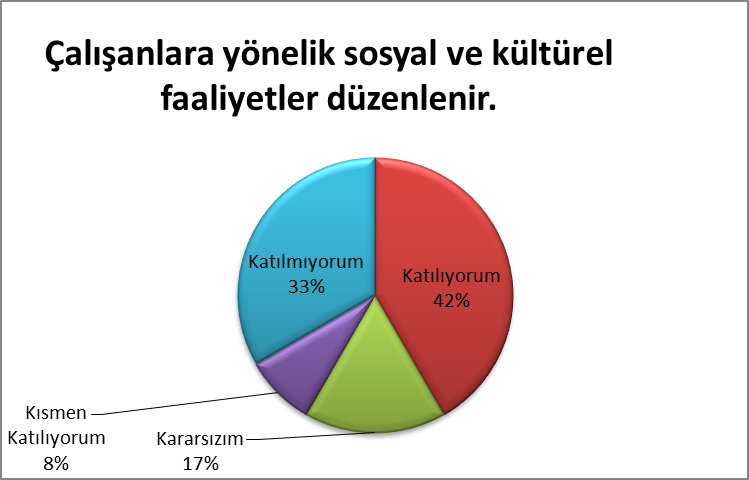 Çalışanlara yönelik sosyal ve kültürel
faaliyetler düzenlenir.
Katılmıyorum
33%
Katılıyorum
42%
Kısmen
Katılıyorum
8%
Kararsızım
17%